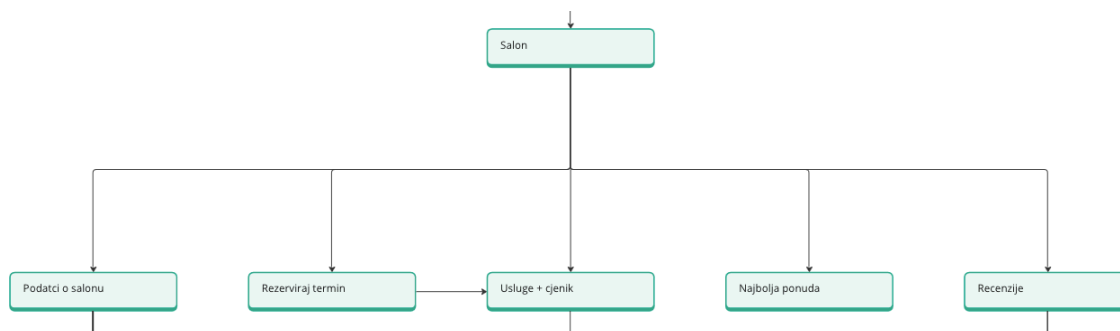 Salon
Podatci o salonu
Rezerviraj termin
Usluge + cjenik
Najbolja ponuda
Recenzije